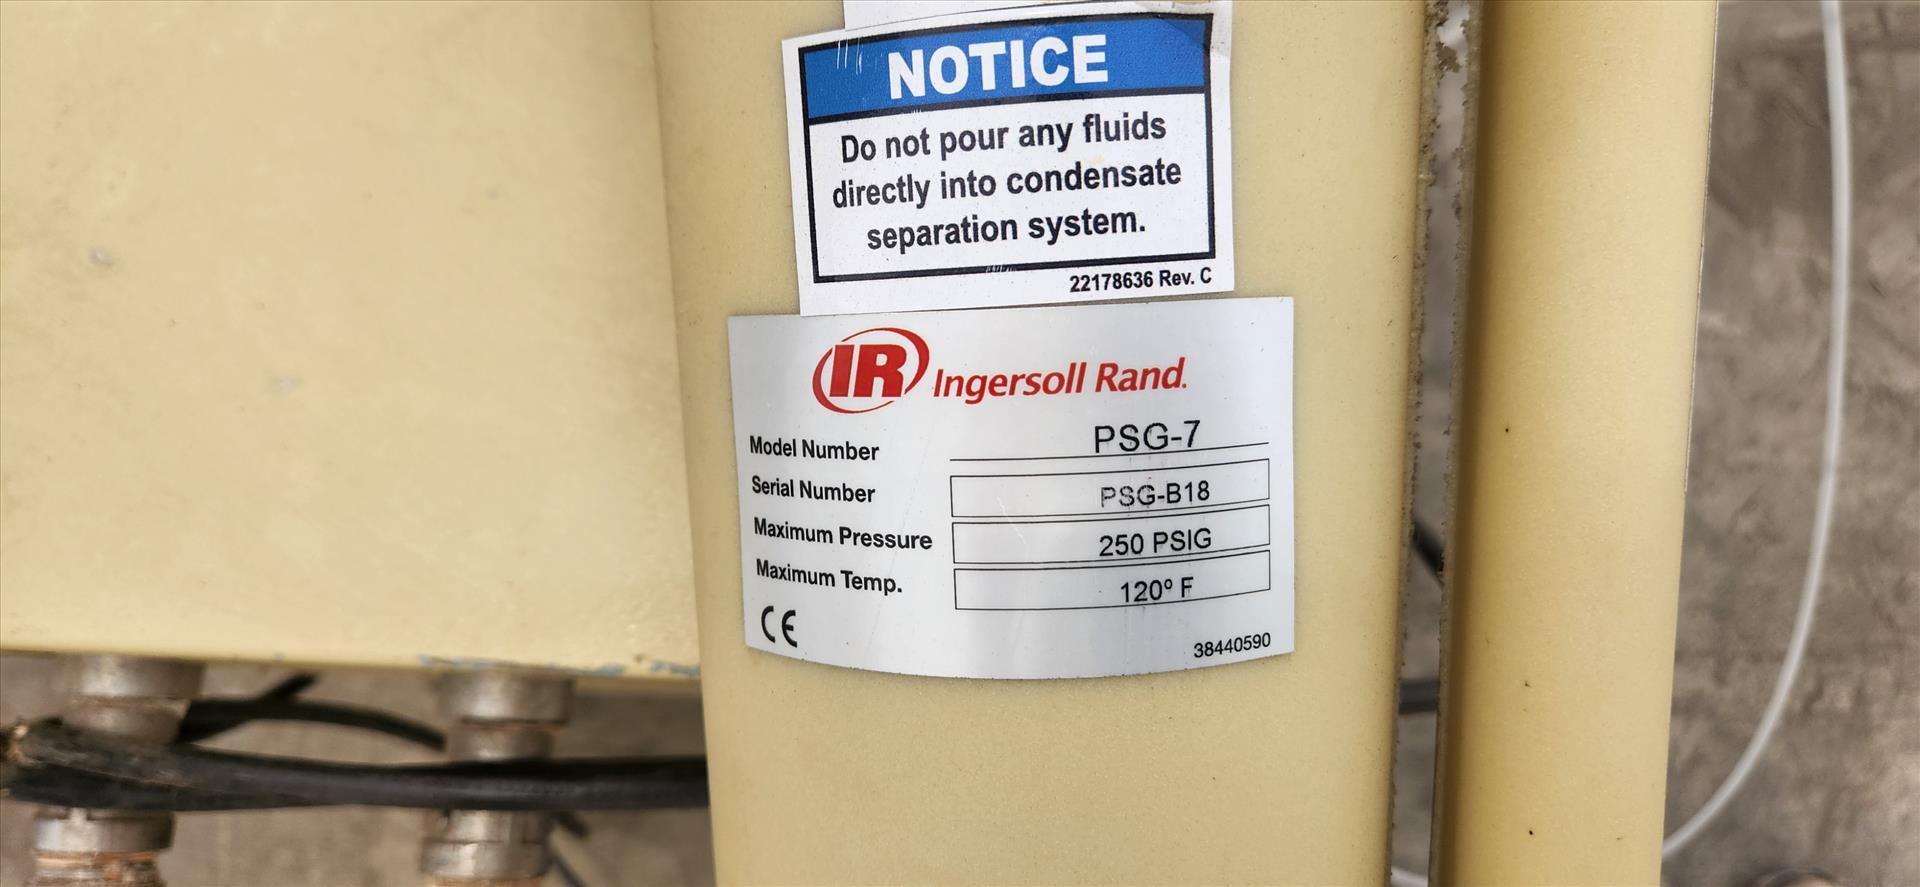 NOTICE
Do not pour any fluids
directly into condensate
separation system.
22178636 Rev. C
IR Ingersoll Rand.
Model Number PSG-7
Serial Number PSG-B18
Maximum Pressure 250 PSIG
Maximum Temp. 120º F
CE 38440590